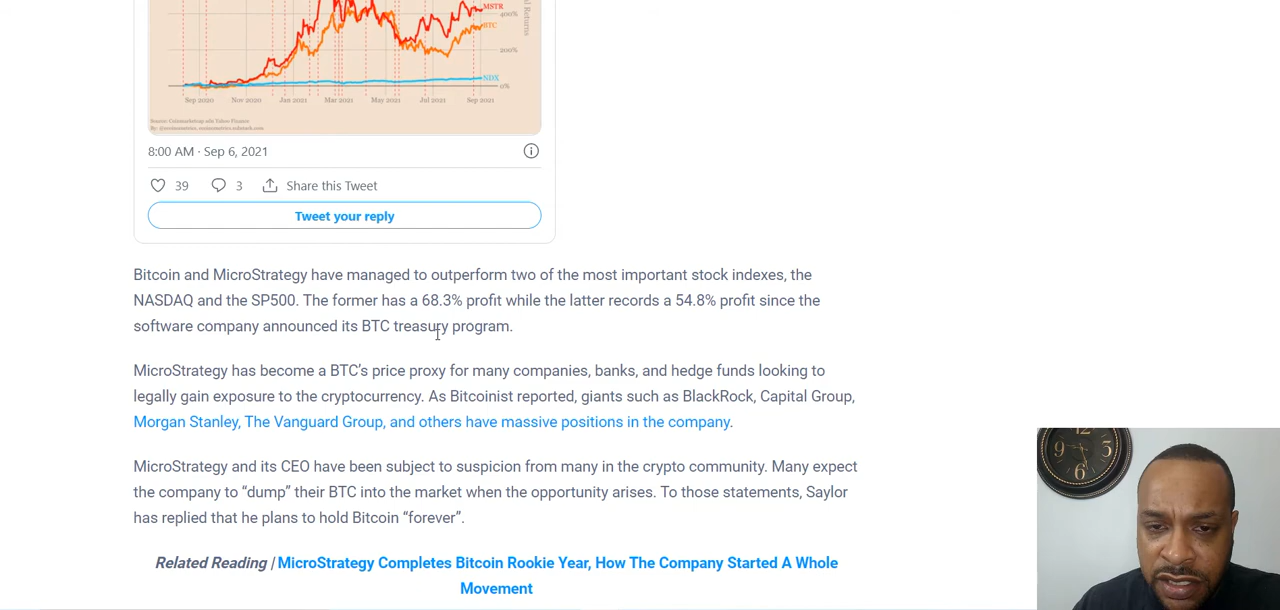 MSTR
400%
BTC
200%
NDX
0%
Sep 2020 Nov 2020 Jan 2021 Mar 2021 May 2021 Jul 2021 Sep 2021
8:00 AM · Sep 6, 2021
39 3 Share this Tweet
Tweet your reply
Bitcoin and MicroStrategy have managed to outperform two of the most important stock indexes, the
NASDAQ and the SP500. The former has a 68.3% profit while the latter records a 54.8% profit since the
software company announced its BTC treasury program.
MicroStrategy has become a BTC’s price proxy for many companies, banks, and hedge funds looking to
legally gain exposure to the cryptocurrency. As Bitcoinist reported, giants such as BlackRock, Capital Group,
Morgan Stanley, The Vanguard Group, and others have massive positions in the company.
MicroStrategy and its CEO have been subject to suspicion from many in the crypto community. Many expect
the company to “dump” their BTC into the market when the opportunity arises. To those statements, Saylor
has replied that he plans to hold Bitcoin “forever”.
Related Reading | MicroStrategy Completes Bitcoin Rookie Year, How The Company Started A Whole
Movement
9 3
6